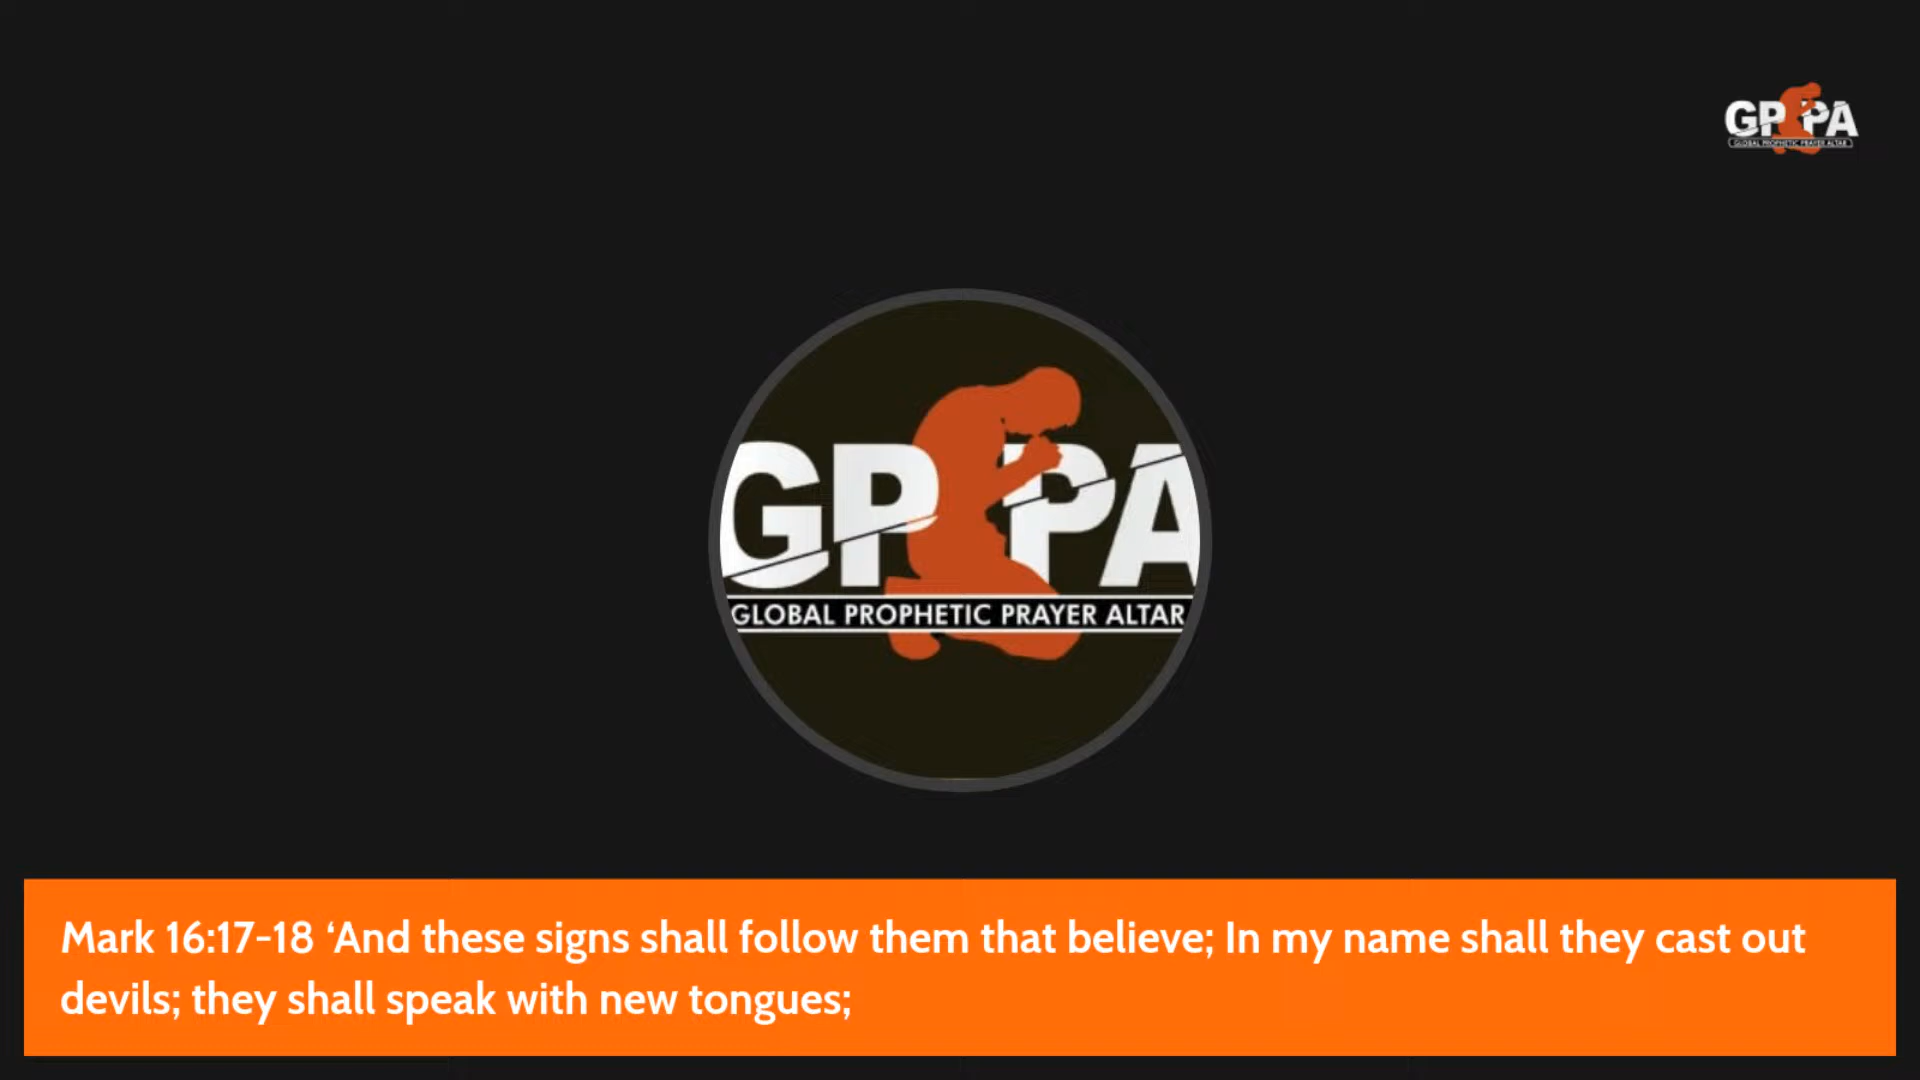 GPPA
GLOBAL PROPHETIC PRAYER ALTAR
GPPA
GLOBAL PROPHETIC PRAYER ALTAR
Mark 16:17-18 ‘And these signs shall follow them that believe; In my name shall they cast out
devils; they shall speak with new tongues;